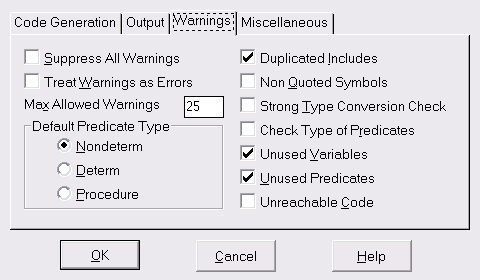 Code Generation Output Warnings Miscellaneous
Suppress All Warnings
Treat Warnings as Errors
Max Allowed Warnings 25
Default Predicate Type
Nondeterm
Determ
Procedure
Duplicated Includes
Non Quoted Symbols
Strong Type Conversion Check
Check Type of Predicates
Unused Variables
Unused Predicates
Unreachable Code
OK Cancel Help